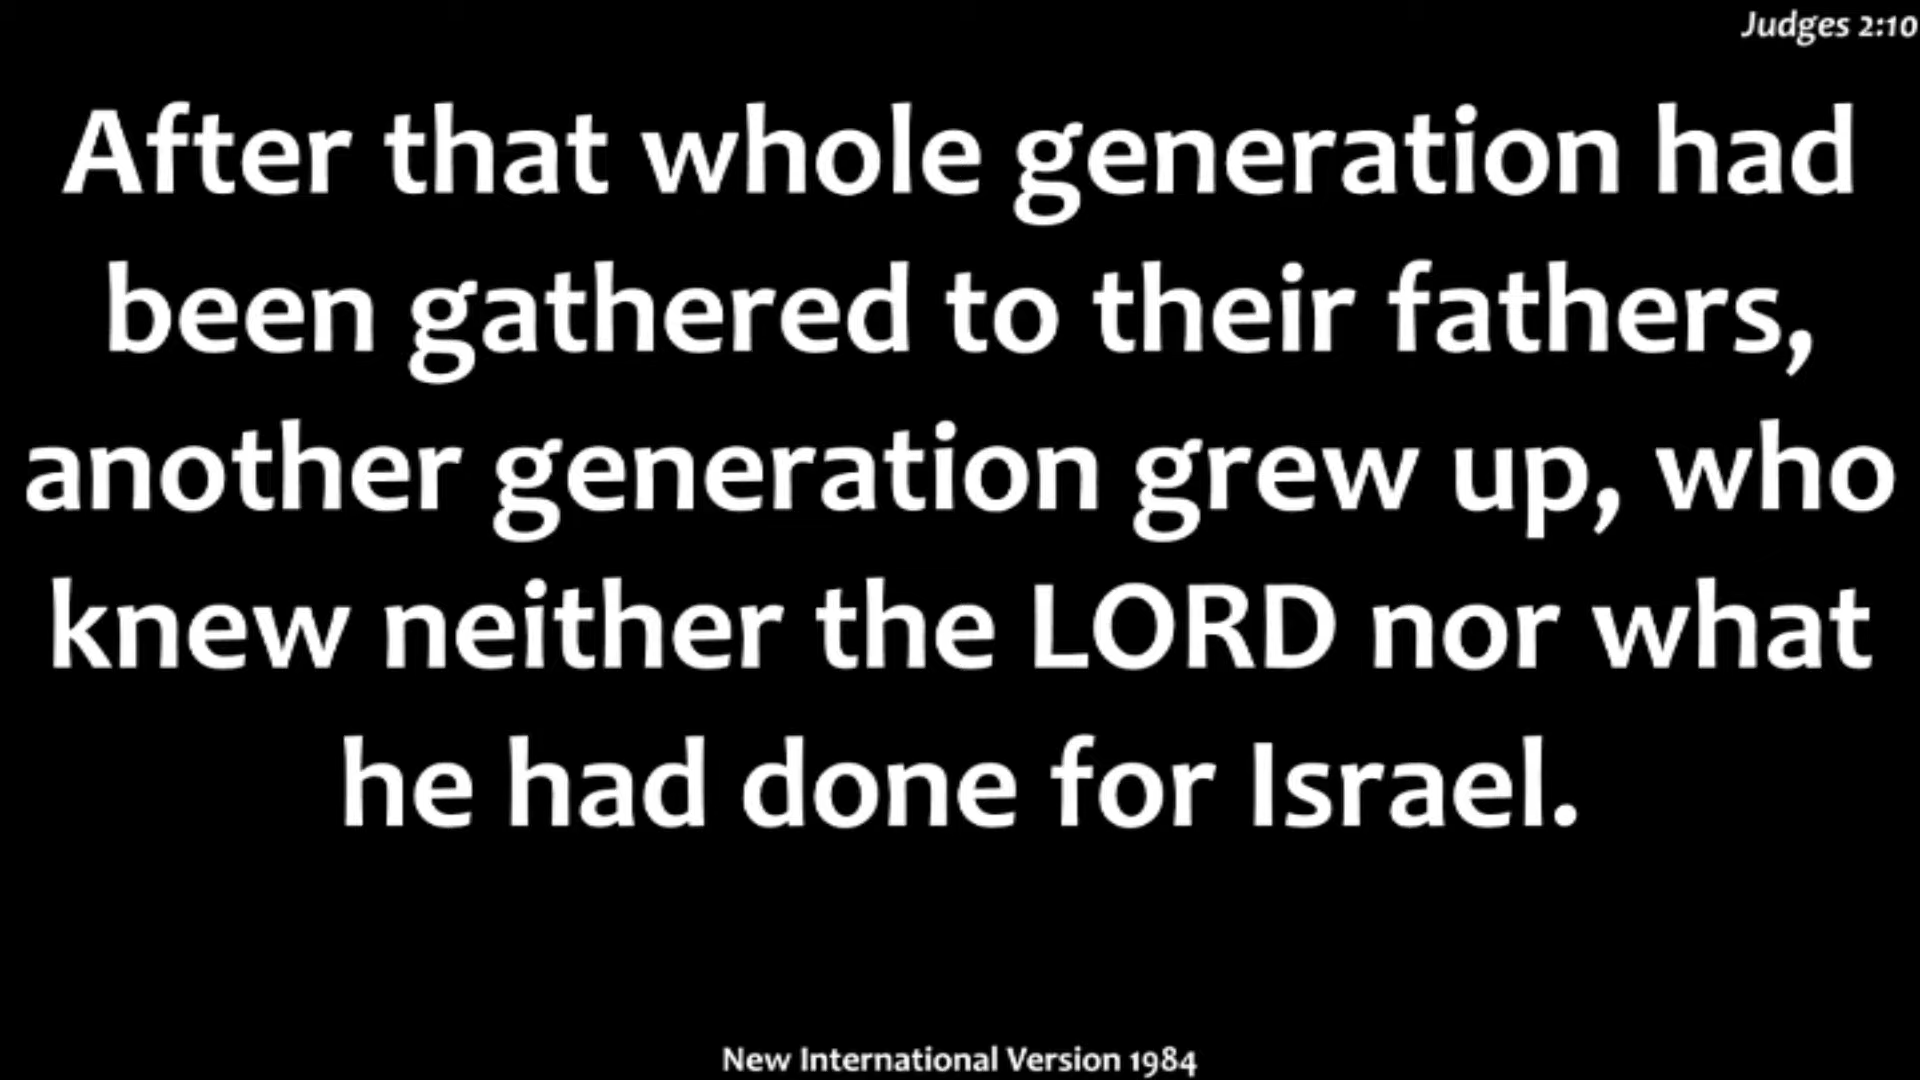 Judges 2:10
After that whole generation had
been gathered to their fathers,
another generation grew up, who
knew neither the LORD nor what
he had done for Israel.
New International Version 1984